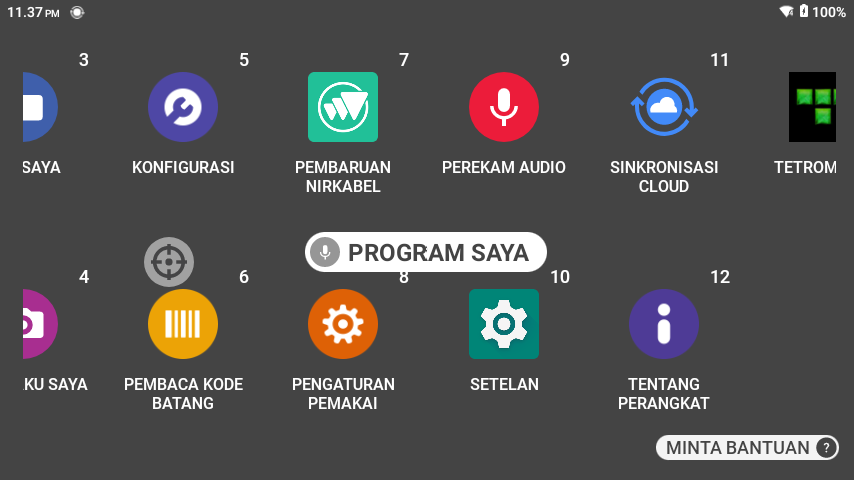 11.37 PM
100%
3
5
7
9
11
SAYA
KONFIGURASI
PEMBARUAN
NIRKABEL
PEREKAM AUDIO
SINKRONISASI
CLOUD
TETROM
PROGRAM SAYA
4
6
8
10
12
KU SAYA
PEMBACA KODE
BATANG
PENGATURAN
PEMAKAI
SETELAN
TENTANG
PERANGKAT
MINTA BANTUAN ?